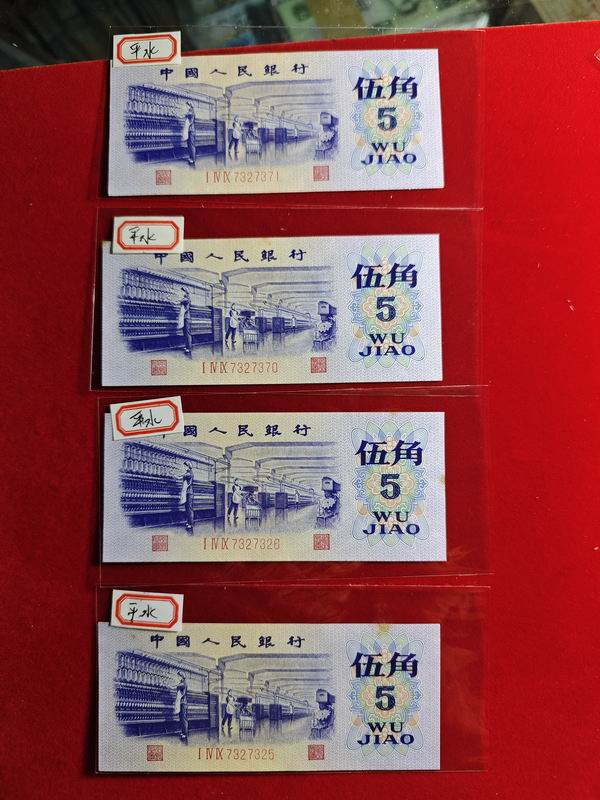 平水
中國人民銀行
伍角
5
WU
JIAO
I IV IX 7327371
平水
中國人民銀行
伍角
5
WU
JIAO
I IV IX 7327370
平水
中國人民銀行
伍角
5
WU
JIAO
I IV IX 7327326
平水
中國人民銀行
伍角
5
WU
JIAO
I IV IX 7327325